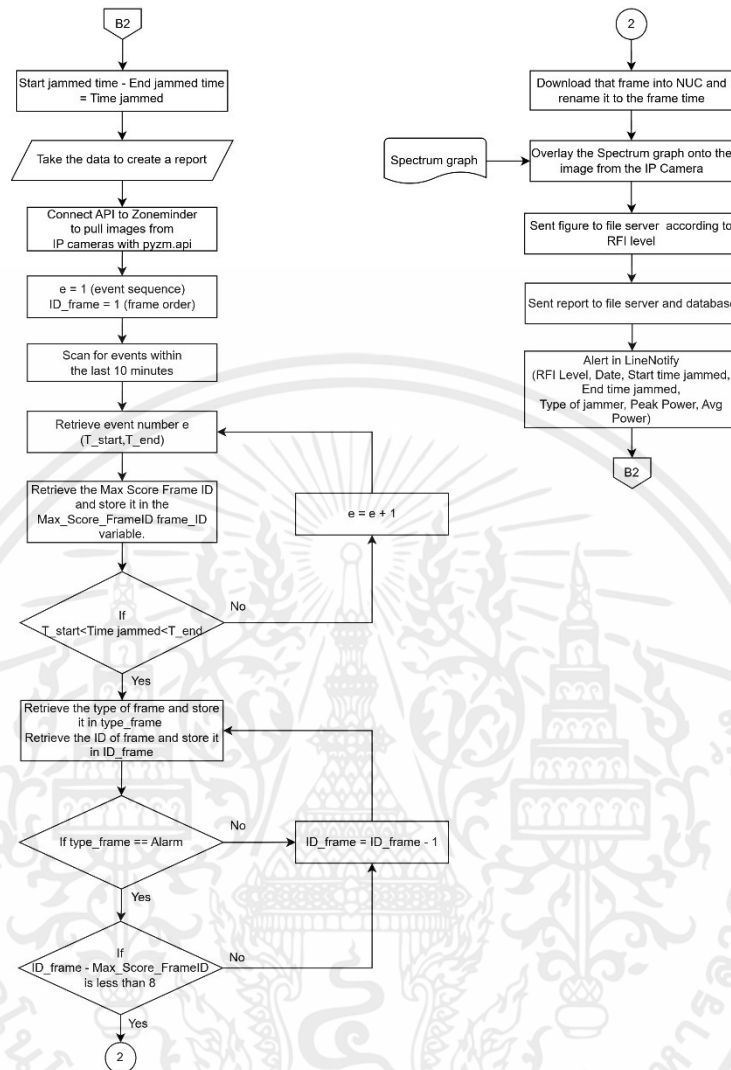 B2
Start jammed time - End jammed time
= Time jammed
Take the data to create a report
Connect API to Zoneminder
to pull images from
IP cameras with pyzm.api
e = 1 (event sequence)
ID_frame = 1 (frame order)
Scan for events within
the last 10 minutes
Retrieve event number e
(T_start,T_end)
Retrieve the Max Score Frame ID
and store it in the
Max_Score_FrameID frame_ID
variable.
e = e + 1
If
T_start<Time jammed<T_end
No
Yes
Retrieve the type of frame and store
it in type_frame
Retrieve the ID of frame and store it
in ID_frame
If type_frame == Alarm
No
ID_frame = ID_frame - 1
Yes
If
ID_frame - Max_Score_FrameID
is less than 8
No
Yes
2
2
Download that frame into NUC and
rename it to the frame time
Spectrum graph
Overlay the Spectrum graph onto the
image from the IP Camera
Sent figure to file server according to
RFI level
Sent report to file server and database
Alert in LineNotify
(RFI Level, Date, Start time jammed,
End time jammed,
Type of jammer, Peak Power, Avg
Power)
B2